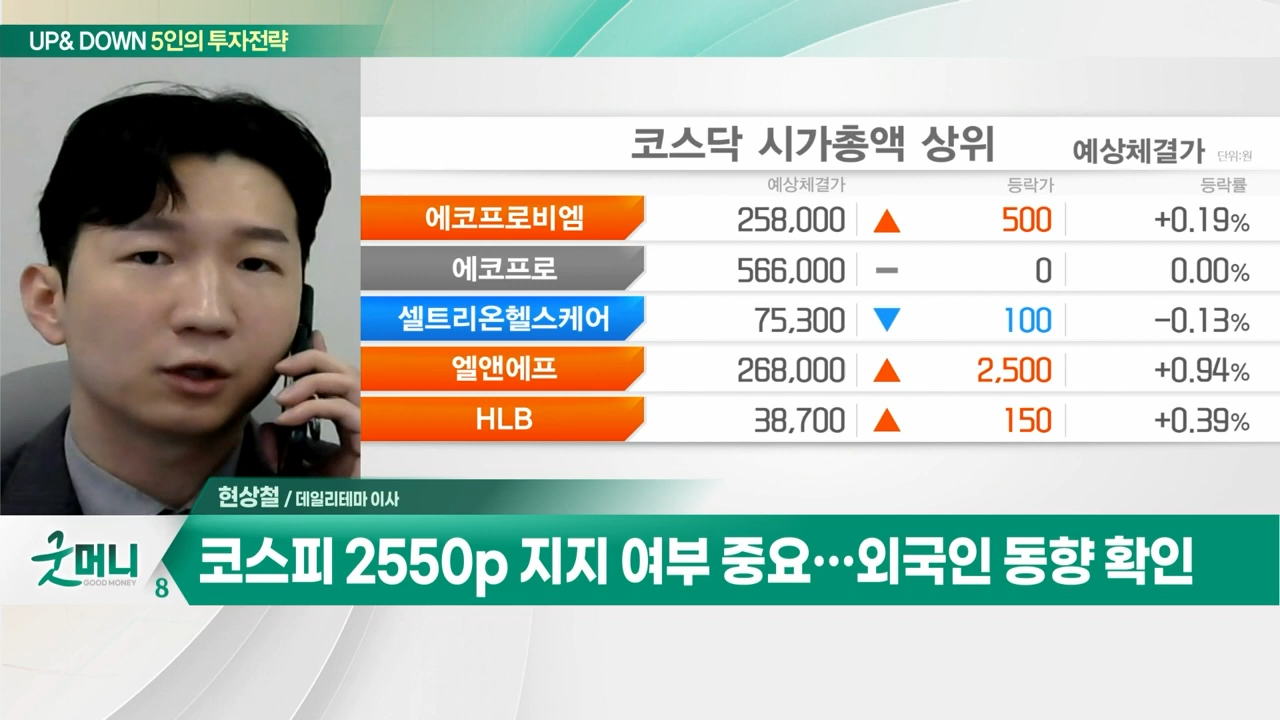 UP& DOWN 5인의 투자전략
코스닥 시가총액 상위 예상체결가 단위:원
예상체결가 등락가 등락률
에코프로비엠 258,000 ▲ 500 +0.19%
에코프로 566,000 － 0 0.00%
셀트리온헬스케어 75,300 ▼ 100 -0.13%
엘앤에프 268,000 ▲ 2,500 +0.94%
HLB 38,700 ▲ 150 +0.39%
현상철 / 데일리테마 이사
굿머니
GOOD MONEY
8
코스피 2550p 지지 여부 중요…외국인 동향 확인